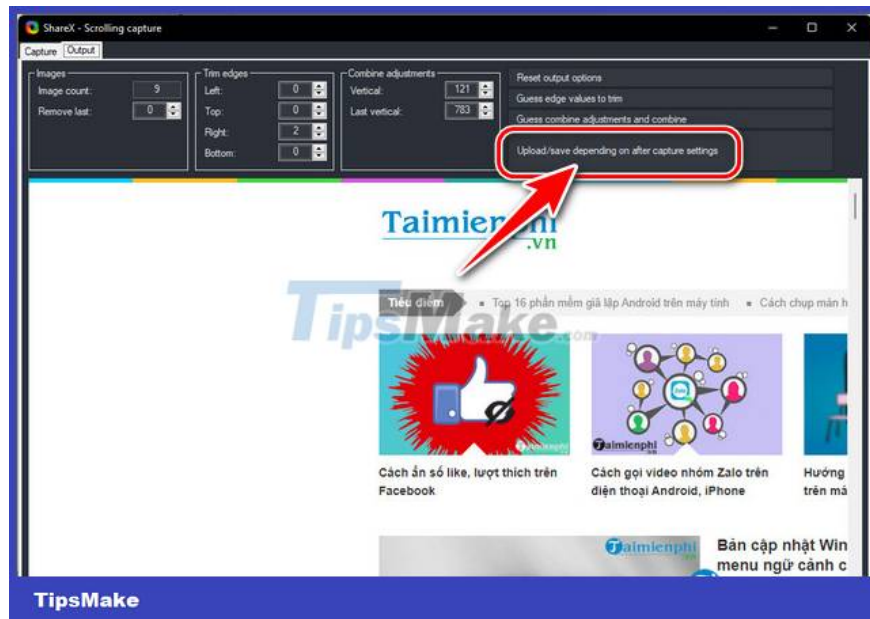 ShareX - Scrolling capture
Capture Output
Images
Image count: 9
Remove last: 0
Trim edges
Left: 0
Top: 0
Right: 2
Bottom: 0
Combine adjustments
Vertical: 121
Last vertical: 783
Reset output options
Guess edge values to trim
Guess combine adjustments and combine
Upload/save depending on after capture settings
Taimienphi
.vn
Tiêu điểm Top 16 phần mềm giả lập Android trên máy tính Cách chụp màn h
TipsMake.com
Taimienphi
Cách ẩn số like, lượt thích trên
Facebook
Cách gọi video nhóm Zalo trên
điện thoại Android, iPhone
Hướng
trên má
Taimienphi
Bản cập nhật Win
menu ngữ cảnh c
TipsMake